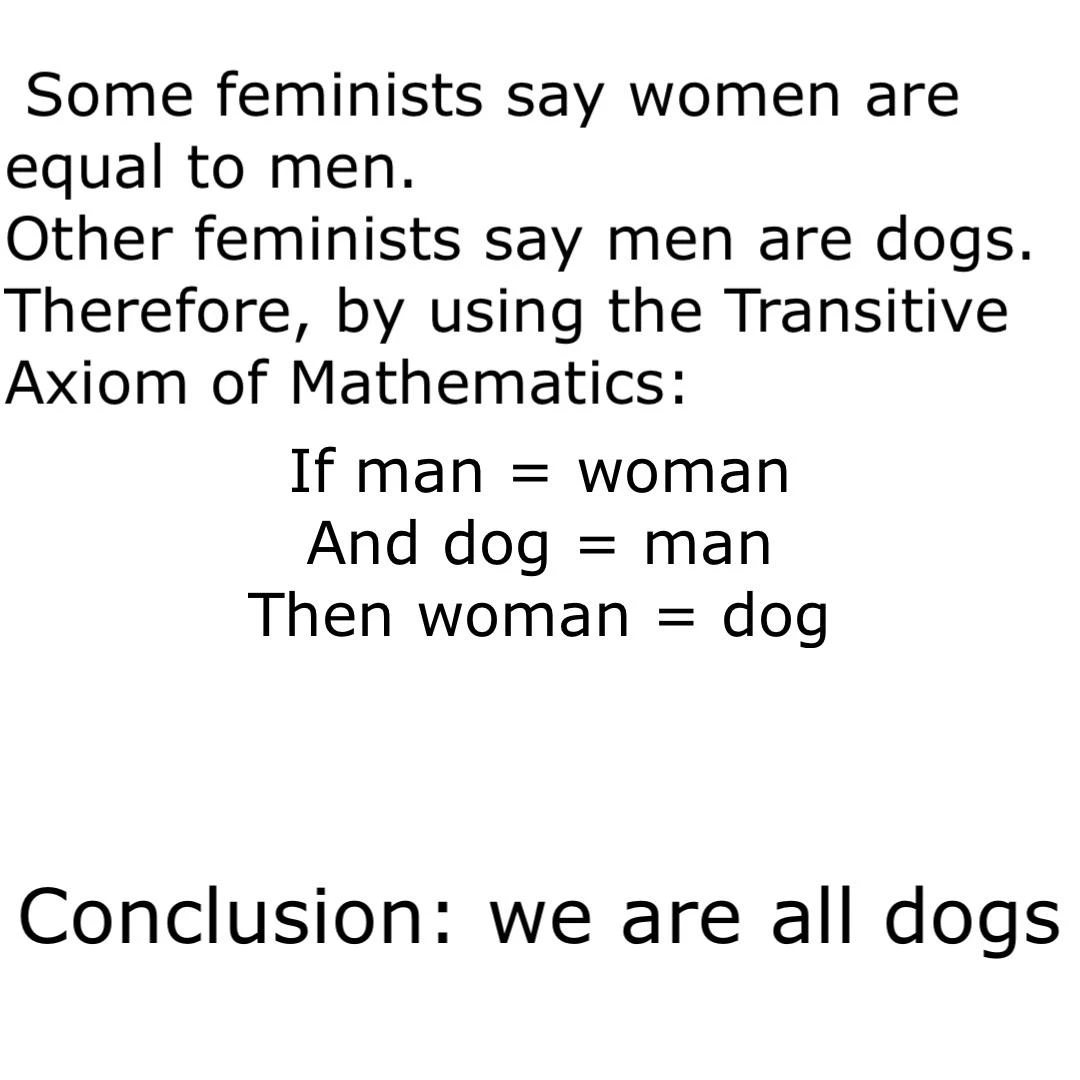 Some feminists say women are
equal to men.
Other feminists say men are dogs.
Therefore, by using the Transitive
Axiom of Mathematics:
If man = woman
And dog = man
Then woman = dog
Conclusion: we are all dogs